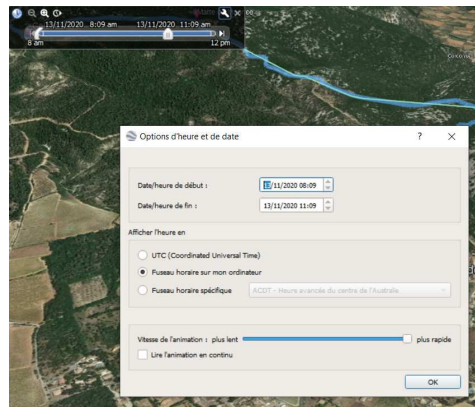 13/11/2020 8:09 am 13/11/2020 11:09 am
8 am 12 pm
Options d'heure et de date ? ×
Date/heure de début : 13/11/2020 08:09
Date/heure de fin : 13/11/2020 11:09
Afficher l'heure en
UTC (Coordinated Universal Time)
Fuseau horaire sur mon ordinateur
Fuseau horaire spécifique ACDT - Heure avancée du centre de l'Australie
Vitesse de l'animation : plus lent plus rapide
Lire l'animation en continu
OK